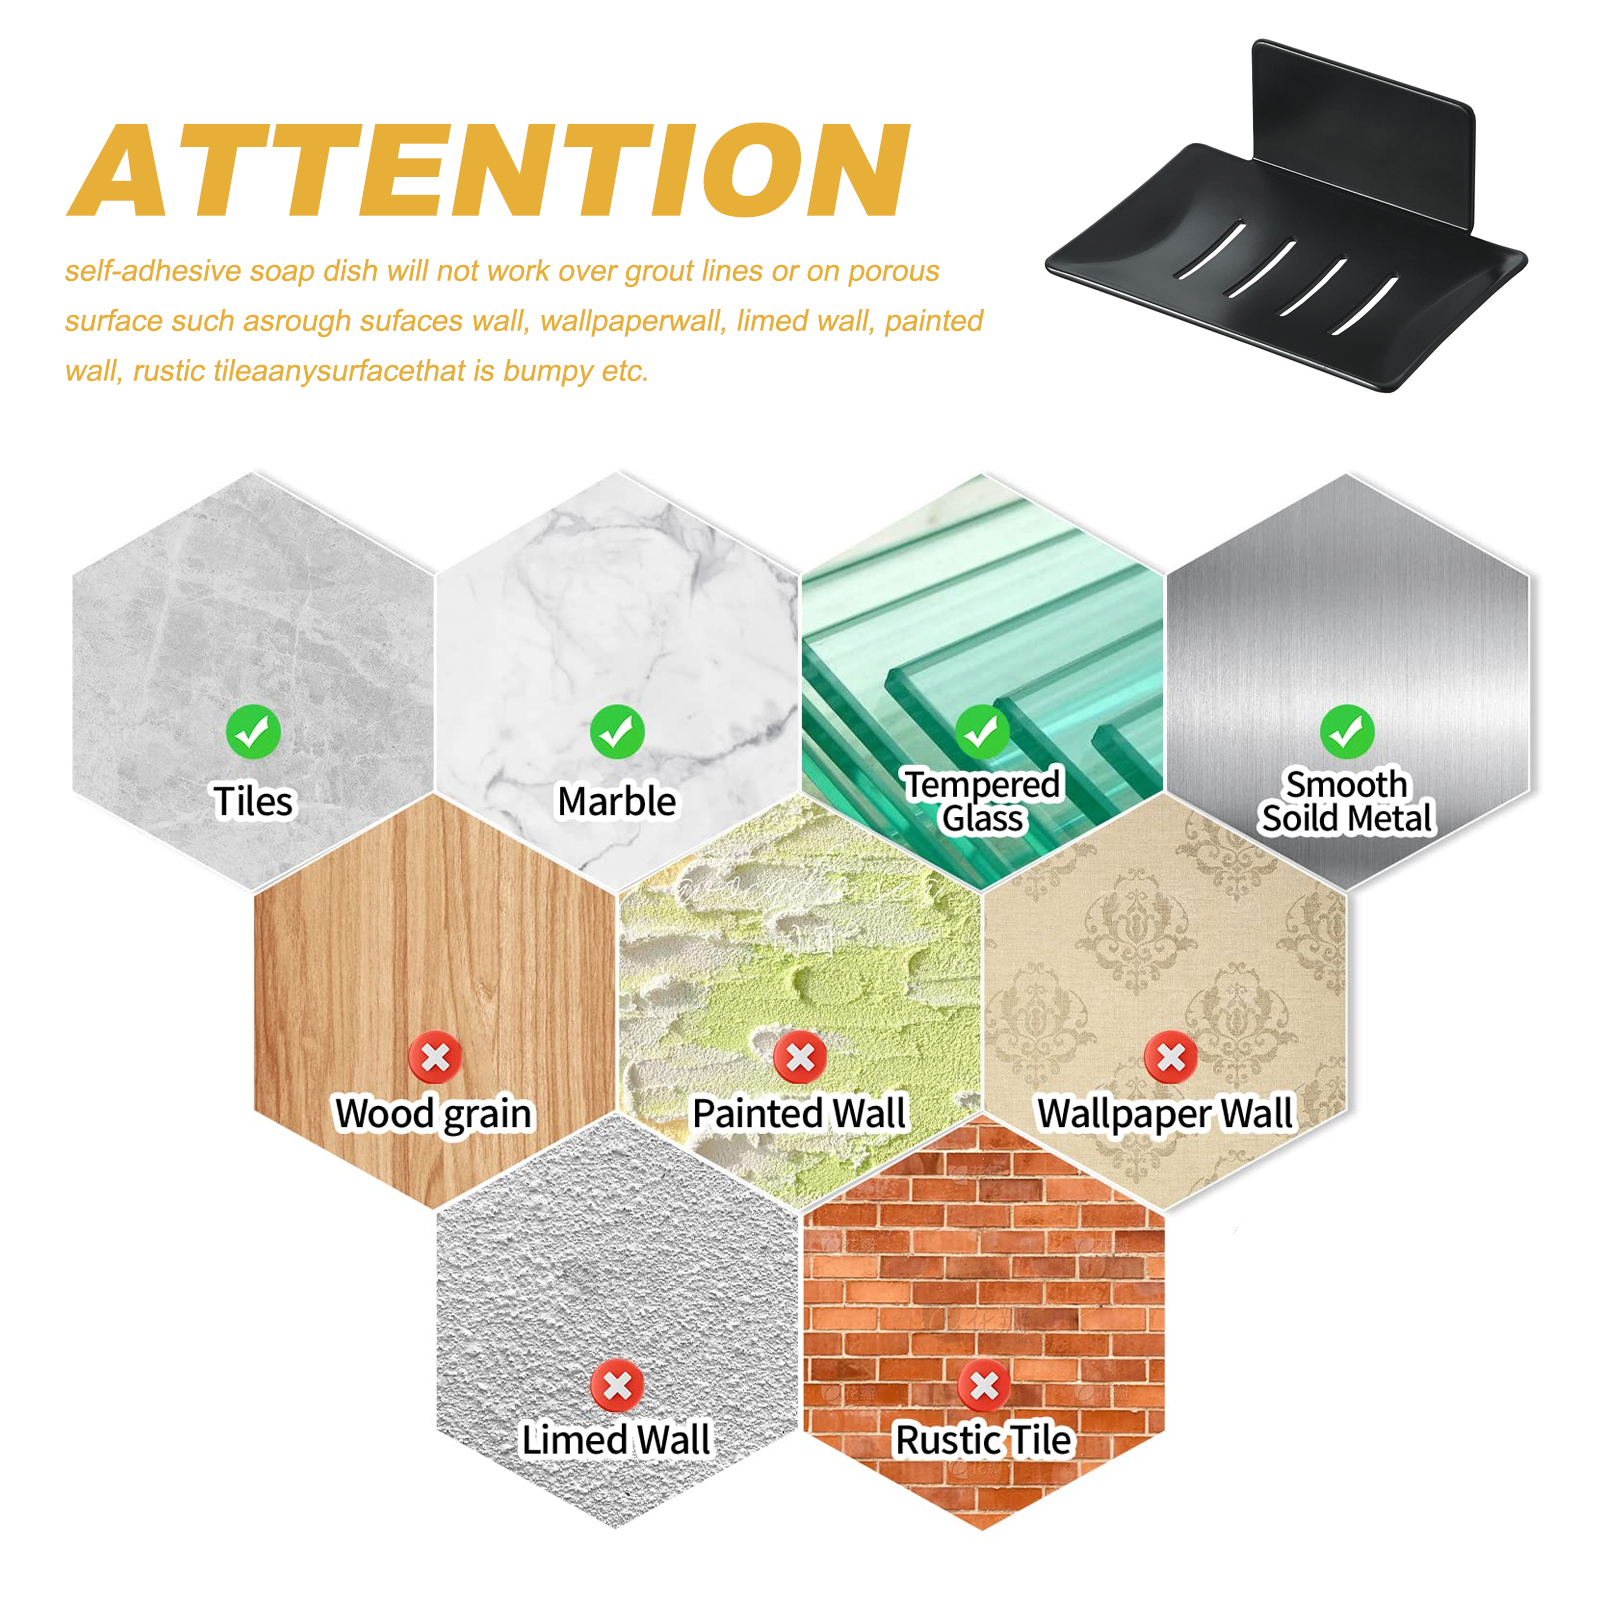 ATTENTION
self-adhesive soap dish will not work over grout lines or on porous
surface such asrough sufaces wall, wallpaperwall, limed wall, painted
wall, rustic tileaanysurfacethat is bumpy etc.
Tiles
Marble
Tempered
Glass
Smooth
Soild Metal
Wood grain
Painted Wall
Wallpaper Wall
Limed Wall
Rustic Tile